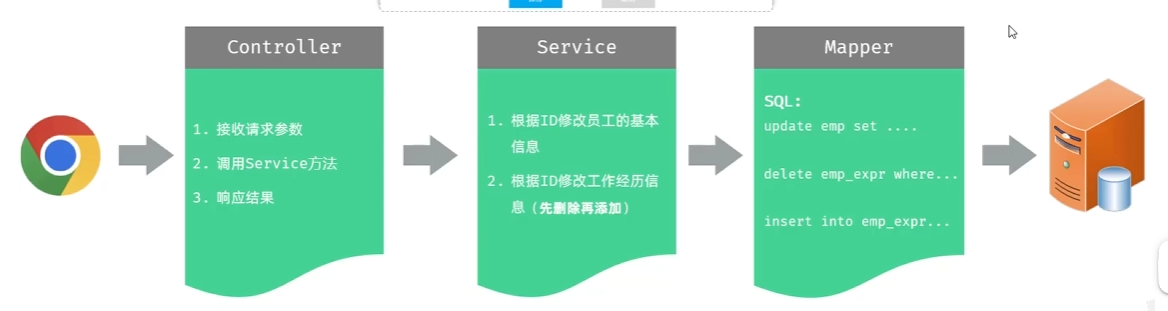 Controller
1. 接收请求参数
2. 调用Service方法
3. 响应结果
Service
1. 根据ID修改员工的基本
信息
2. 根据ID修改工作经历信
息（先删除再添加）
Mapper
SQL:
update emp set ....
delete emp_expr where...
insert into emp_expr...